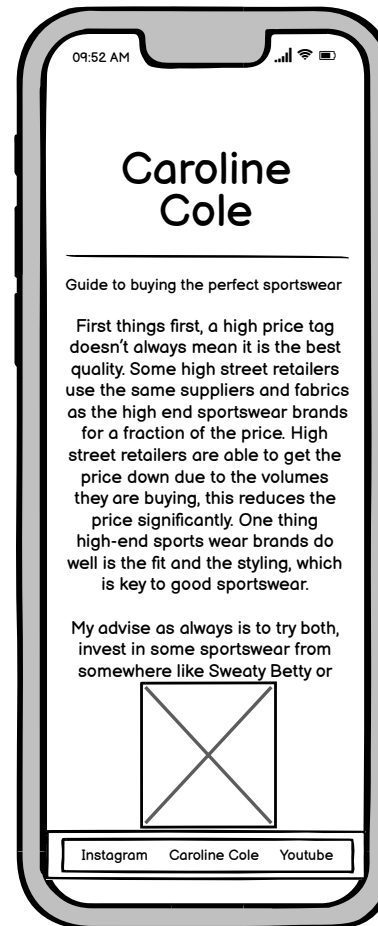 09:52 AM
Caroline
Cole
Guide to buying the perfect sportswear
First things first, a high price tag
doesn't always mean it is the best
quality. Some high street retailers
use the same suppliers and fabrics
as the high end sportswear brands
for a fraction of the price. High
street retailers are able to get the
price down due to the volumes
they are buying, this reduces the
price significantly. One thing
high-end sports wear brands do
well is the fit and the styling, which
is key to good sportswear.
My advise as always is to try both,
invest in some sportswear from
somewhere like Sweaty Betty or
Instagram Caroline Cole Youtube